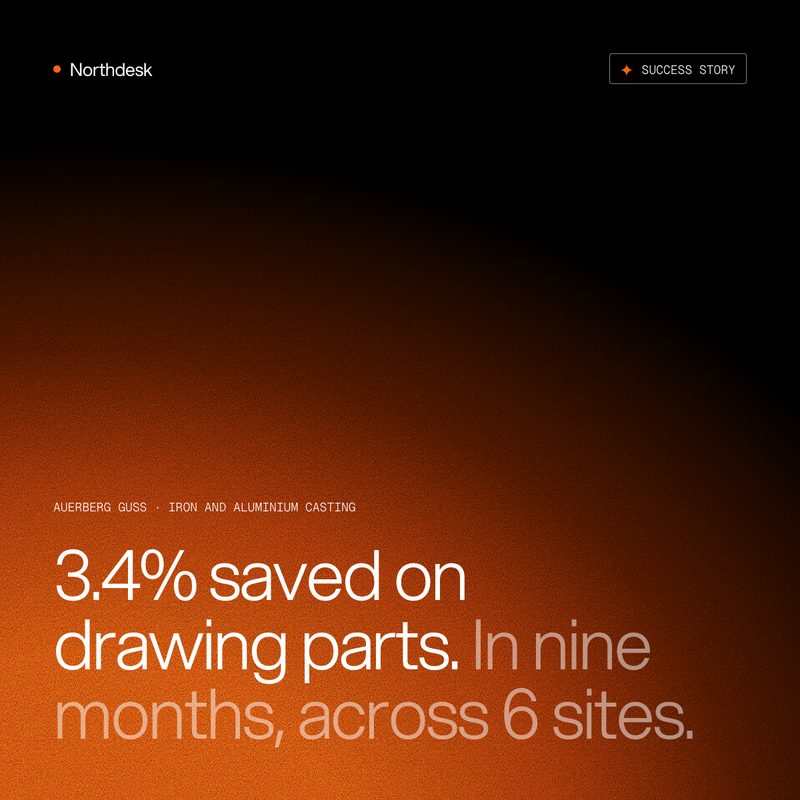 Northdesk
SUCCESS STORY
AUERBERG GUSS · IRON AND ALUMINIUM CASTING
3.4% saved on
drawing parts. In nine
months, across 6 sites.